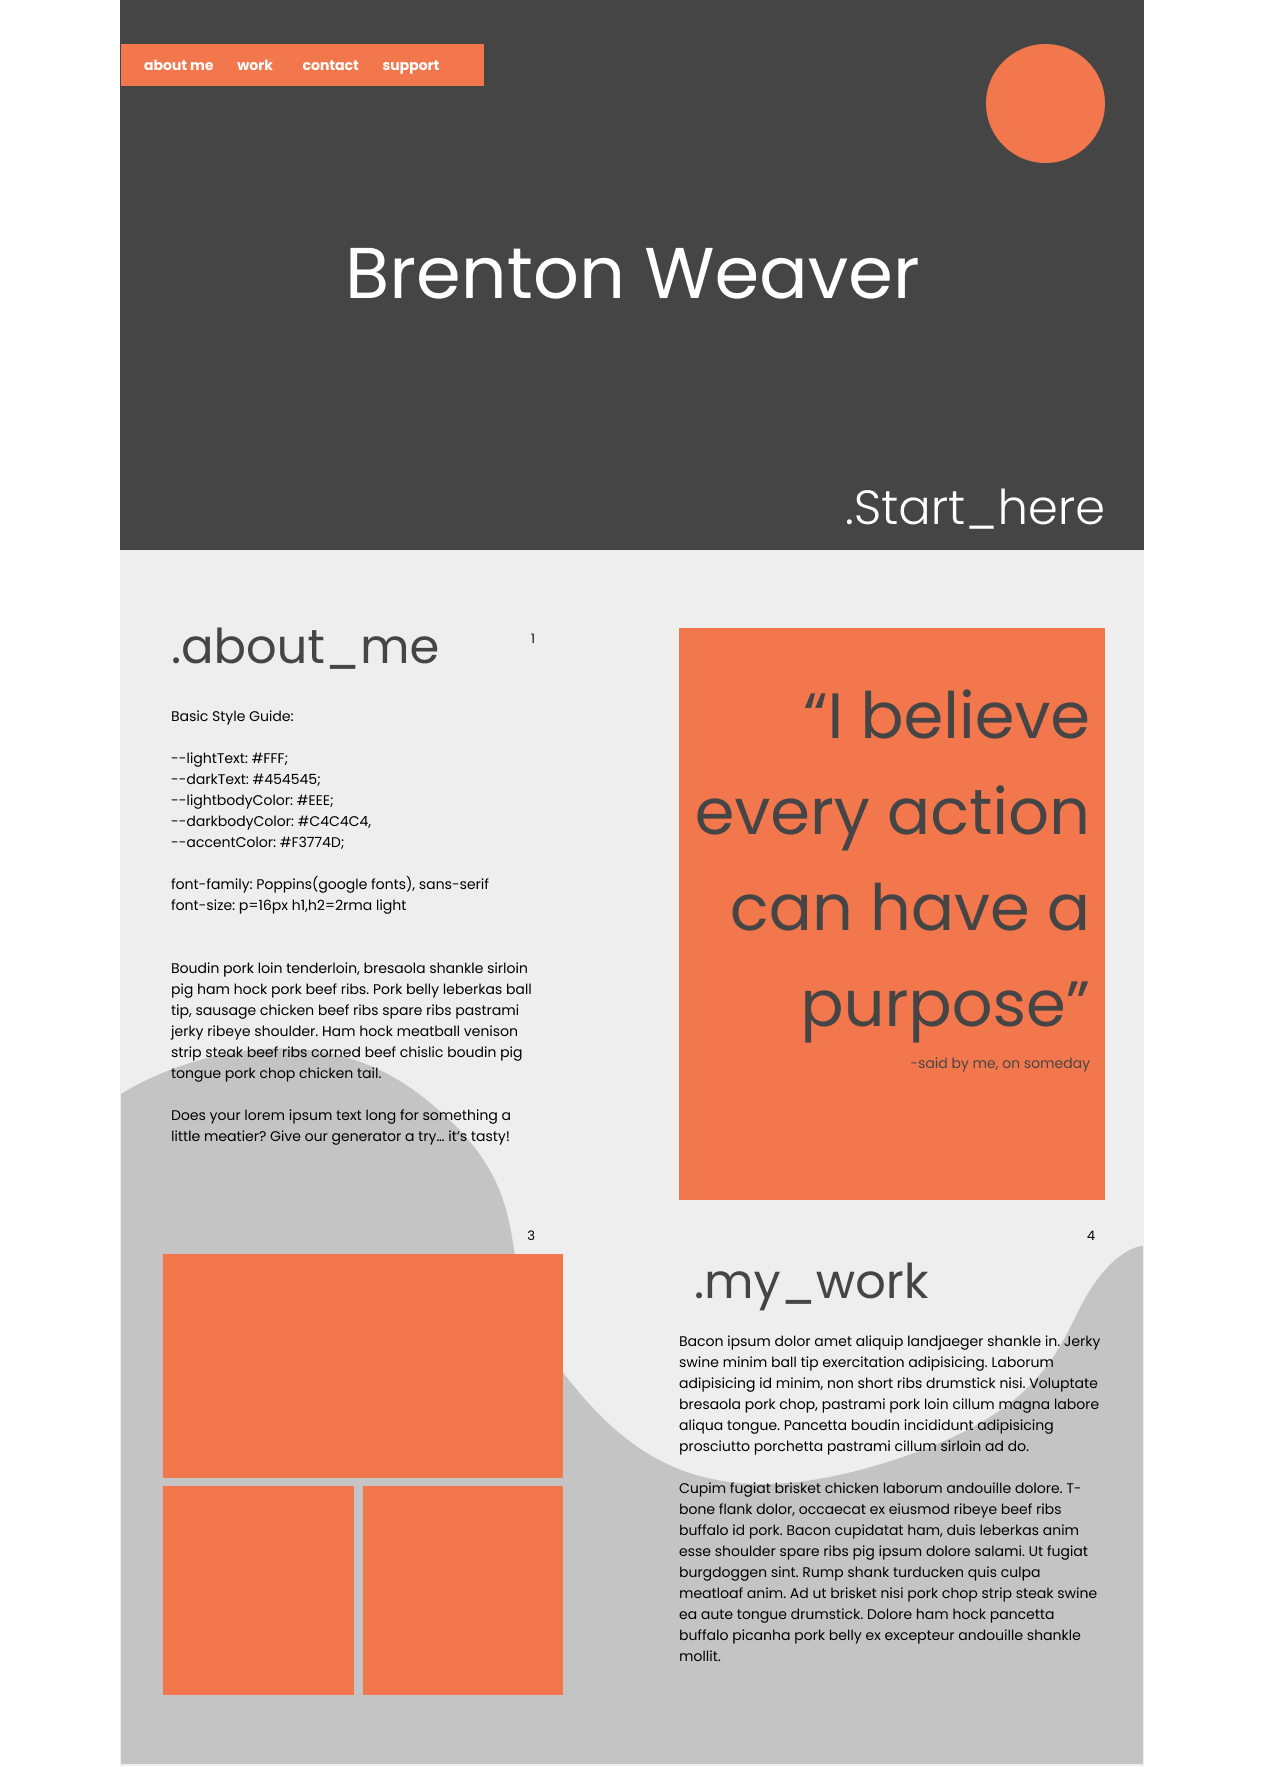 about me work contact support
Brenton Weaver
.Start_here
.about_me
1
Basic Style Guide:
--lightText: #FFF;
--darkText: #454545;
--lightbodyColor: #EEE;
--darkbodyColor: #C4C4C4,
--accentColor: #F3774D;
font-family: Poppins(google fonts), sans-serif
font-size: p=16px h1,h2=2rma light
Boudin pork loin tenderloin, bresaola shankle sirloin
pig ham hock pork beef ribs. Pork belly leberkas ball
tip, sausage chicken beef ribs spare ribs pastrami
jerky ribeye shoulder. Ham hock meatball venison
strip steak beef ribs corned beef chislic boudin pig
tongue pork chop chicken tail.
Does your lorem ipsum text long for something a
little meatier? Give our generator a try… it’s tasty!
“I believe
every action
can have a
purpose”
-said by me, on someday
3
4
.my_work
Bacon ipsum dolor amet aliquip landjaeger shankle in. Jerky
swine minim ball tip exercitation adipisicing. Laborum
adipisicing id minim, non short ribs drumstick nisi. Voluptate
bresaola pork chop, pastrami pork loin cillum magna labore
aliqua tongue. Pancetta boudin incididunt adipisicing
prosciutto porchetta pastrami cillum sirloin ad do.
Cupim fugiat brisket chicken laborum andouille dolore. T-
bone flank dolor, occaecat ex eiusmod ribeye beef ribs
buffalo id pork. Bacon cupidatat ham, duis leberkas anim
esse shoulder spare ribs pig ipsum dolore salami. Ut fugiat
burgdoggen sint. Rump shank turducken quis culpa
meatloaf anim. Ad ut brisket nisi pork chop strip steak swine
ea aute tongue drumstick. Dolore ham hock pancetta
buffalo picanha pork belly ex excepteur andouille shankle
mollit.